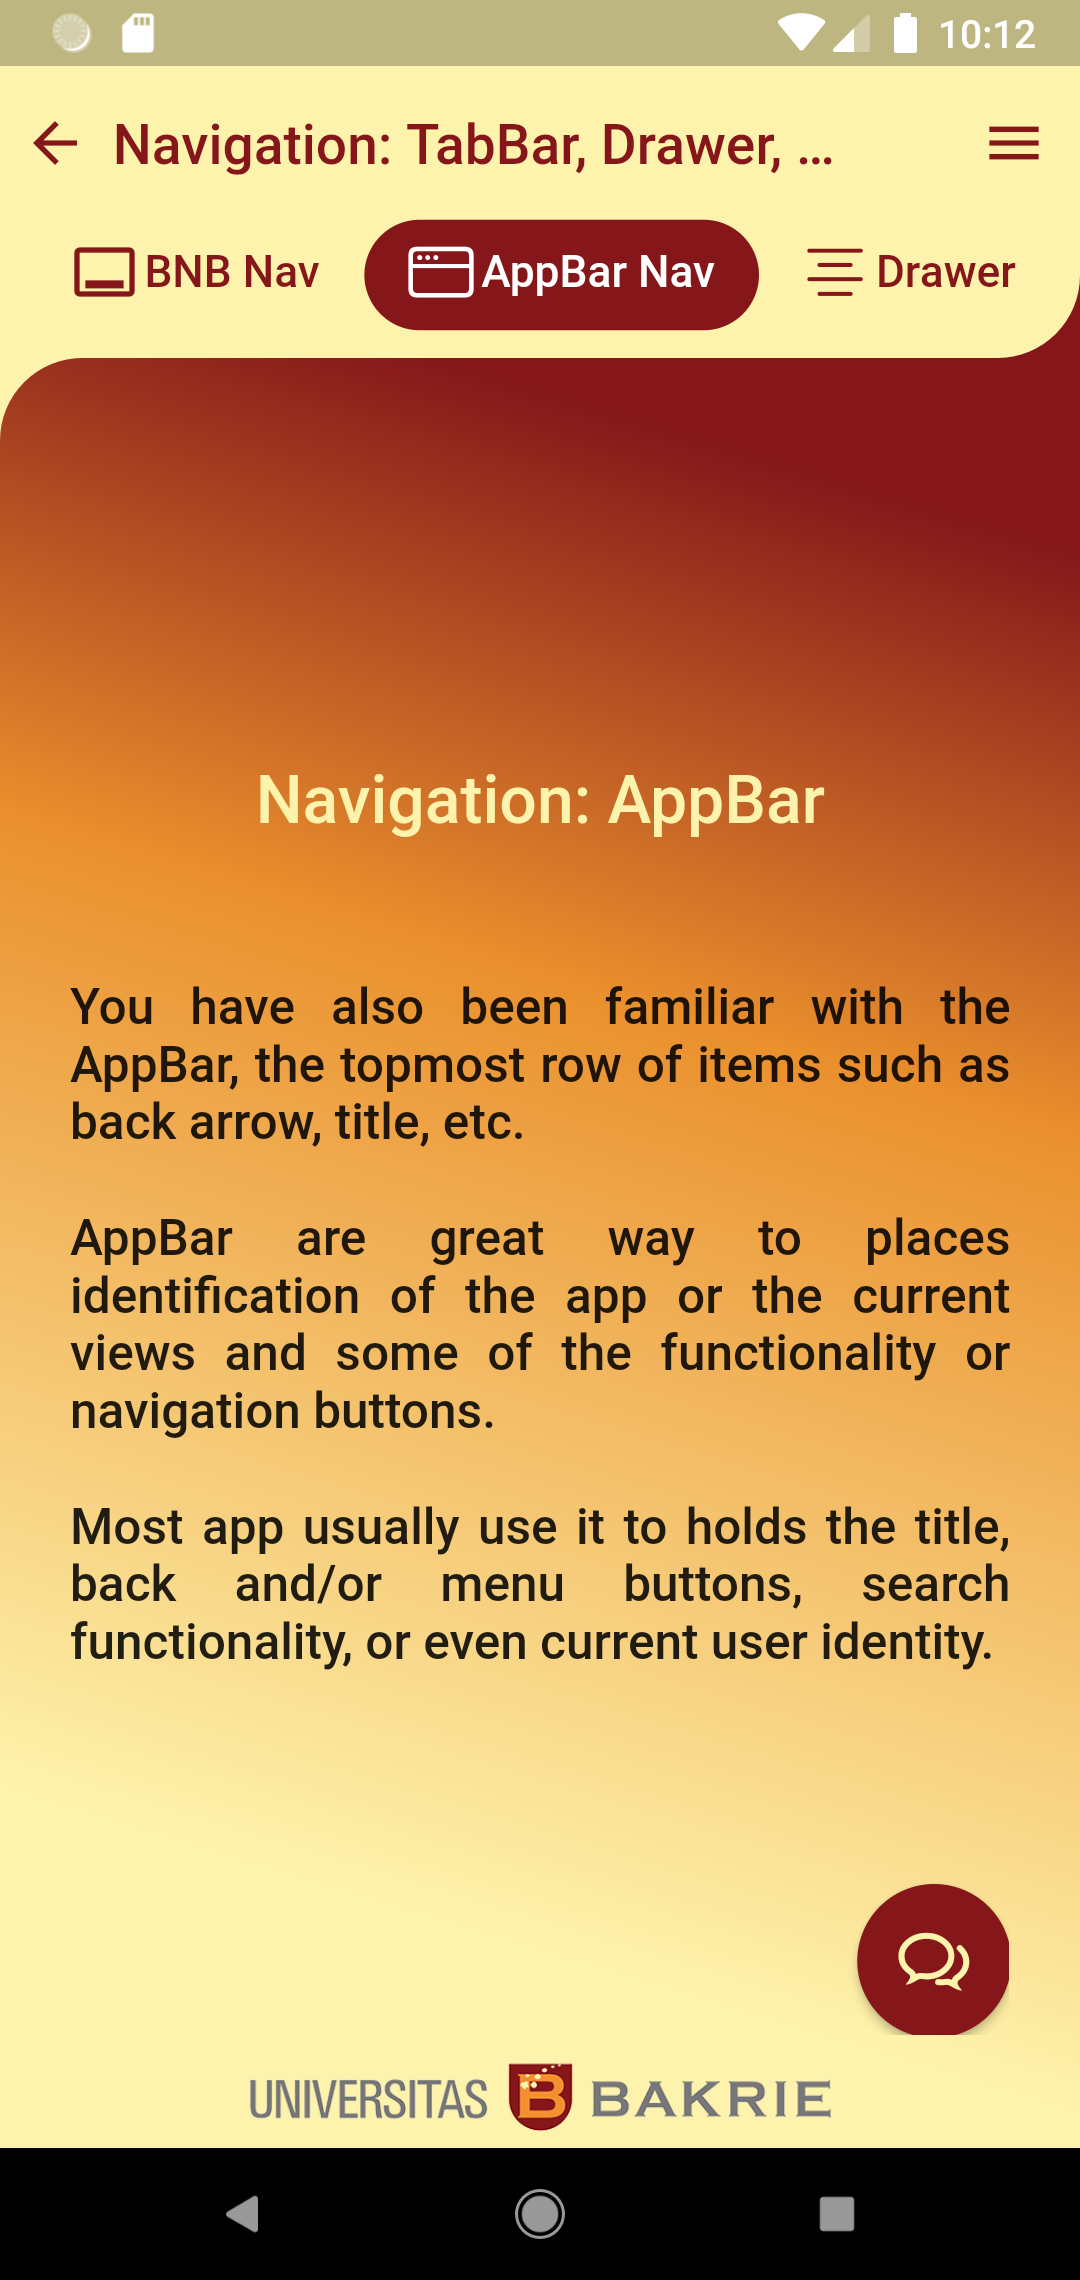 10:12
Navigation: TabBar, Drawer, ...
BNB Nav
AppBar Nav
Drawer
Navigation: AppBar
You have also been familiar with the
AppBar, the topmost row of items such as
back arrow, title, etc.
AppBar are great way to places
identification of the app or the current
views and some of the functionality or
navigation buttons.
Most app usually use it to holds the title,
back and/or menu buttons, search
functionality, or even current user identity.
UNIVERSITAS B BAKRIE